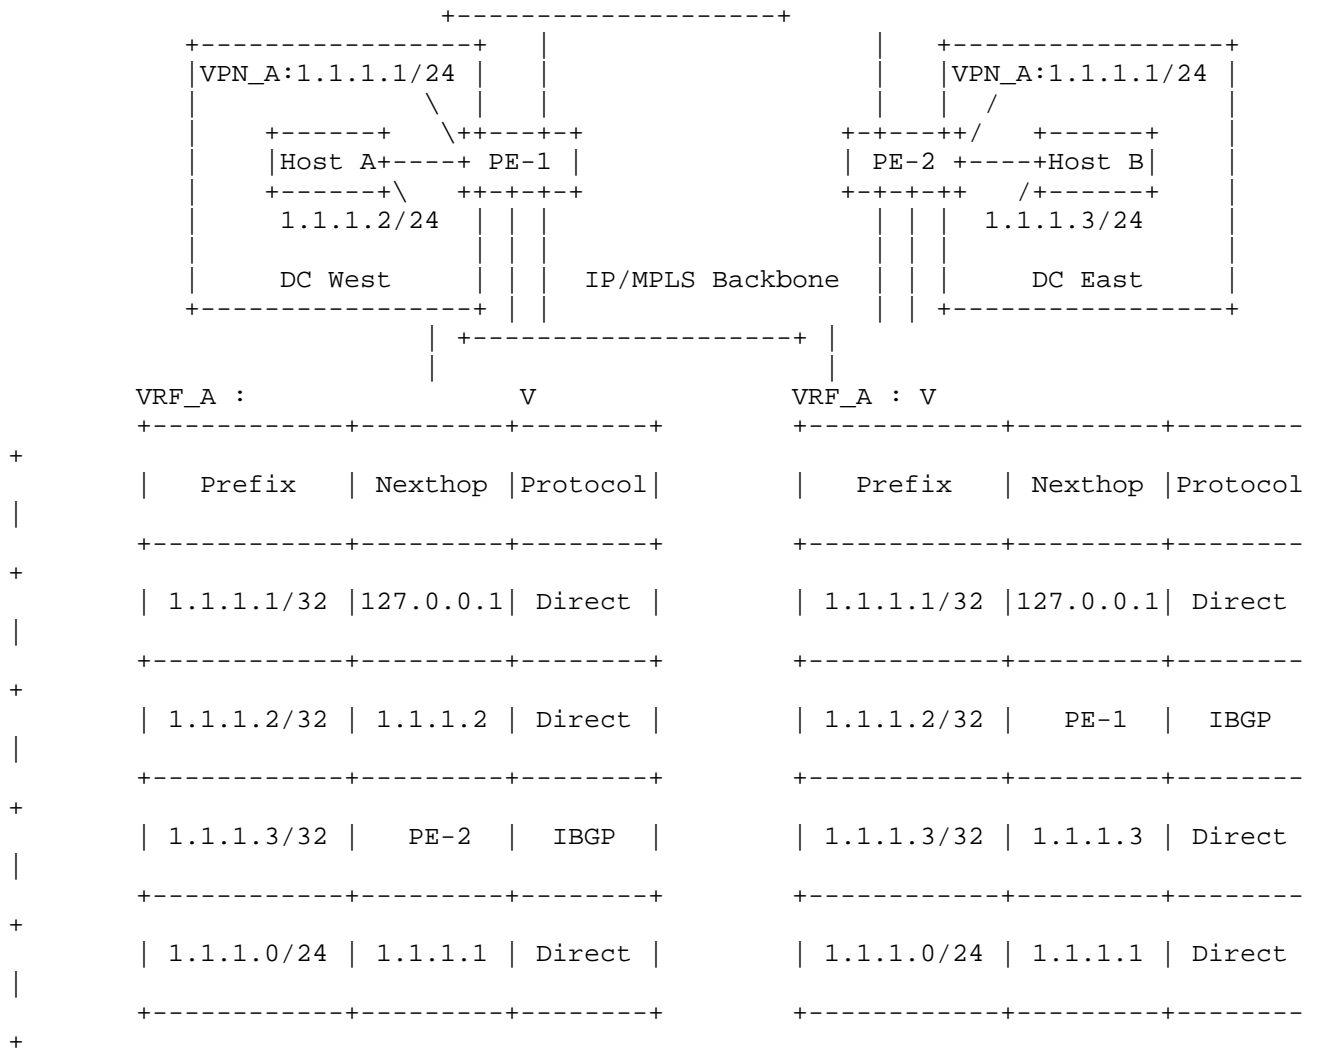 +--------------------+
           +-----------------+   |                    |   +-----------------+
           |VPN_A:1.1.1.1/24 |   |                    |   |VPN_A:1.1.1.1/24 |
           |              \  |   |                    |   |  /              |
           |    +------+   \++---+-+                +-+---++/   +------+    |
           |    |Host A+----+ PE-1 |                | PE-2 +----+Host B|    |
           |    +------+\   ++-+-+-+                +-+-+-++   /+------+    |
           |     1.1.1.2/24  | | |                    | | |  1.1.1.3/24     |
           |                 | | |                    | | |                 |
           |     DC West     | | |  IP/MPLS Backbone  | | |     DC East     |
           +-----------------+ | |                    | | +-----------------+
                          | +--------------------+ |
                          |                        |
        VRF_A :                 V                VRF_A : V
        +------------+---------+--------+        +------------+---------+--------
+
        |   Prefix   | Nexthop |Protocol|        |   Prefix   | Nexthop |Protocol
|
        +------------+---------+--------+        +------------+---------+--------
+
        | 1.1.1.1/32 |127.0.0.1| Direct |        | 1.1.1.1/32 |127.0.0.1| Direct
|
        +------------+---------+--------+        +------------+---------+--------
+
        | 1.1.1.2/32 | 1.1.1.2 | Direct |        | 1.1.1.2/32 |   PE-1  |  IBGP
|
        +------------+---------+--------+        +------------+---------+--------
+
        | 1.1.1.3/32 |   PE-2  |  IBGP  |        | 1.1.1.3/32 | 1.1.1.3 | Direct
|
        +------------+---------+--------+        +------------+---------+--------
+
        | 1.1.1.0/24 | 1.1.1.1 | Direct |        | 1.1.1.0/24 | 1.1.1.1 | Direct
|
        +------------+---------+--------+        +------------+---------+--------
+